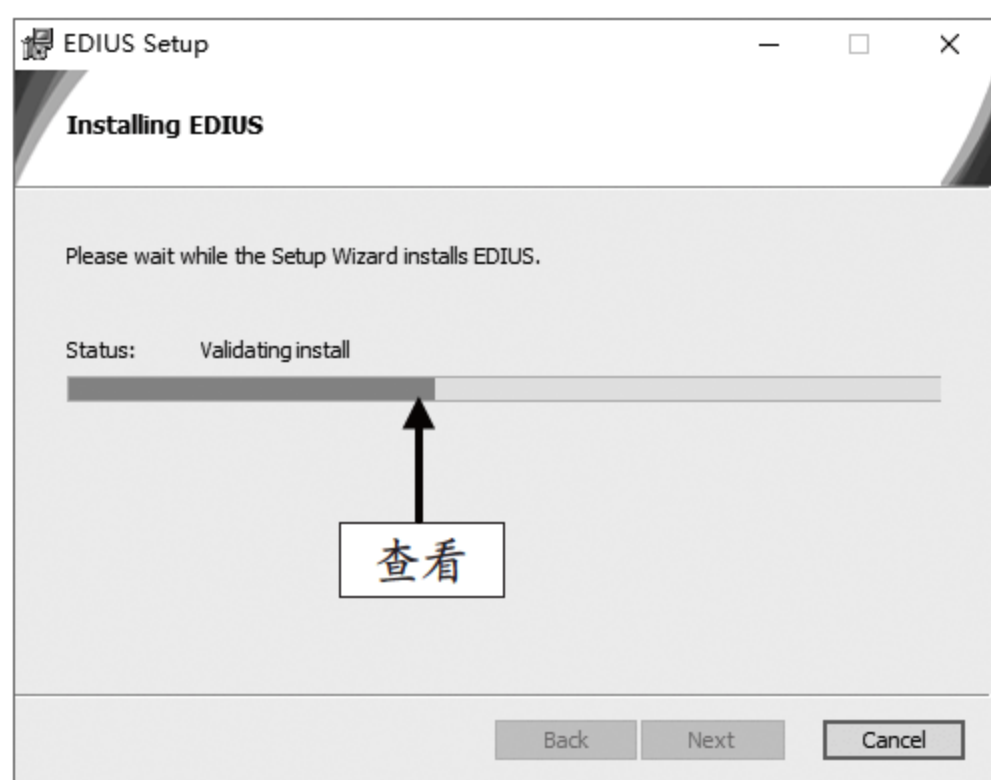 EDIUS Setup
Installing EDIUS
Please wait while the Setup Wizard installs EDIUS.
Status: Validating install
查看
Back Next Cancel